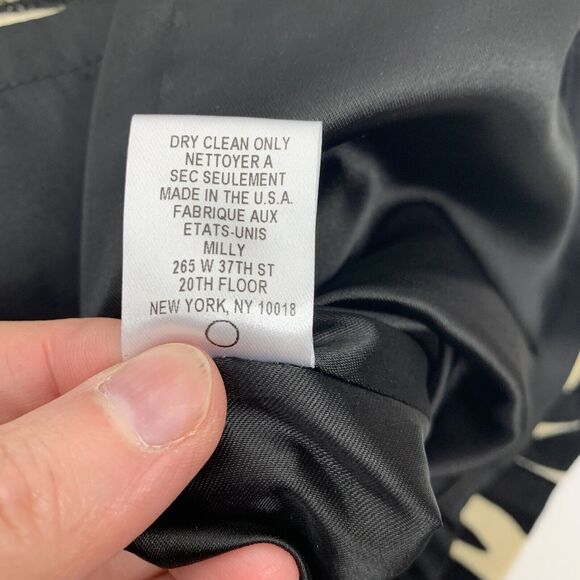 DRY CLEAN ONLY
NETTOYER A
SEC SEULEMENT
MADE IN THE U.S.A.
FABRIQUE AUX
ETATS-UNIS
MILLY
265 W 37TH ST
20TH FLOOR
NEW YORK, NY 10018